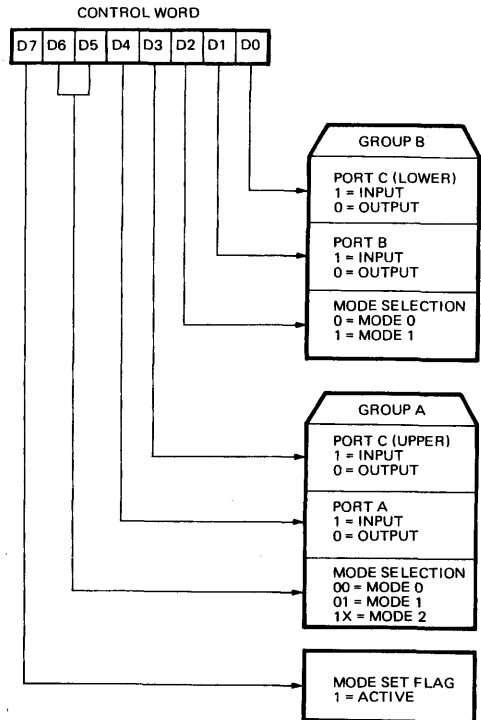 CONTROL WORD
D7 D6 D5 D4 D3 D2 D1 D0
GROUP B
PORT C (LOWER)
1 = INPUT
0 = OUTPUT
PORT B
1 = INPUT
0 = OUTPUT
MODE SELECTION
0 = MODE 0
1 = MODE 1
GROUP A
PORT C (UPPER)
1 = INPUT
0 = OUTPUT
PORT A
1 = INPUT
0 = OUTPUT
MODE SELECTION
00 = MODE 0
01 = MODE 1
1X = MODE 2
MODE SET FLAG
1 = ACTIVE